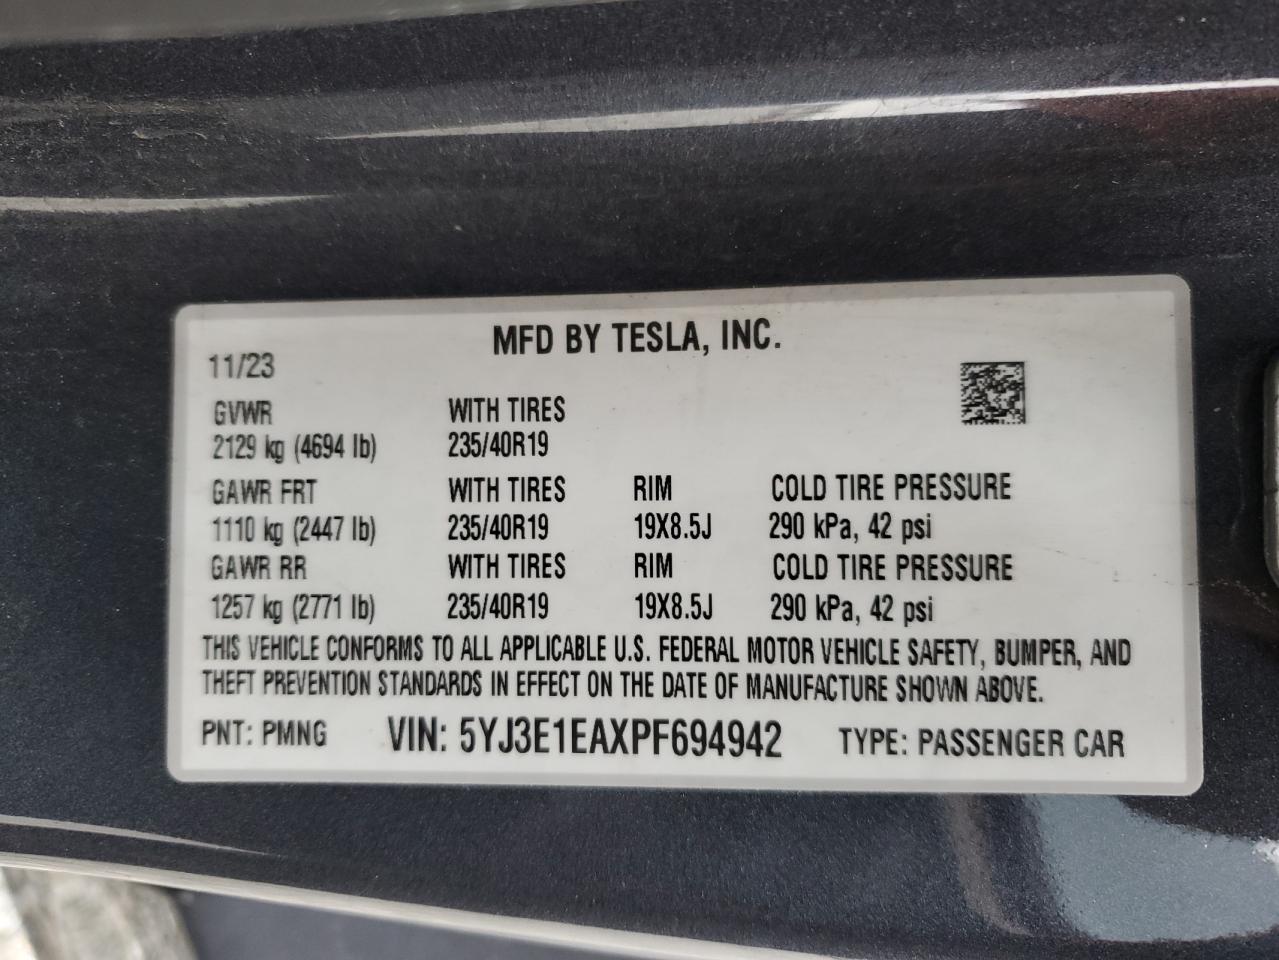 MFD BY TESLA, INC.
11/23
GVWR WITH TIRES
2129 kg (4694 lb) 235/40R19
GAWR FRT WITH TIRES RIM COLD TIRE PRESSURE
1110 kg (2447 lb) 235/40R19 19X8.5J 290 kPa, 42 psi
GAWR RR WITH TIRES RIM COLD TIRE PRESSURE
1257 kg (2771 lb) 235/40R19 19X8.5J 290 kPa, 42 psi
THIS VEHICLE CONFORMS TO ALL APPLICABLE U.S. FEDERAL MOTOR VEHICLE SAFETY, BUMPER, AND
THEFT PREVENTION STANDARDS IN EFFECT ON THE DATE OF MANUFACTURE SHOWN ABOVE.
PNT: PMNG VIN: 5YJ3E1EAXPF694942 TYPE: PASSENGER CAR